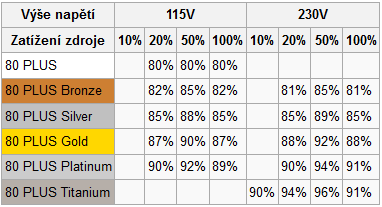 Výše napětí 115V 230V
Zatížení zdroje 10% 20% 50% 100% 10% 20% 50% 100%
80 PLUS 80% 80% 80%
80 PLUS Bronze 82% 85% 82% 81% 85% 81%
80 PLUS Silver 85% 88% 85% 85% 89% 85%
80 PLUS Gold 87% 90% 87% 88% 92% 88%
80 PLUS Platinum 90% 92% 89% 90% 94% 91%
80 PLUS Titanium 90% 94% 96% 91%